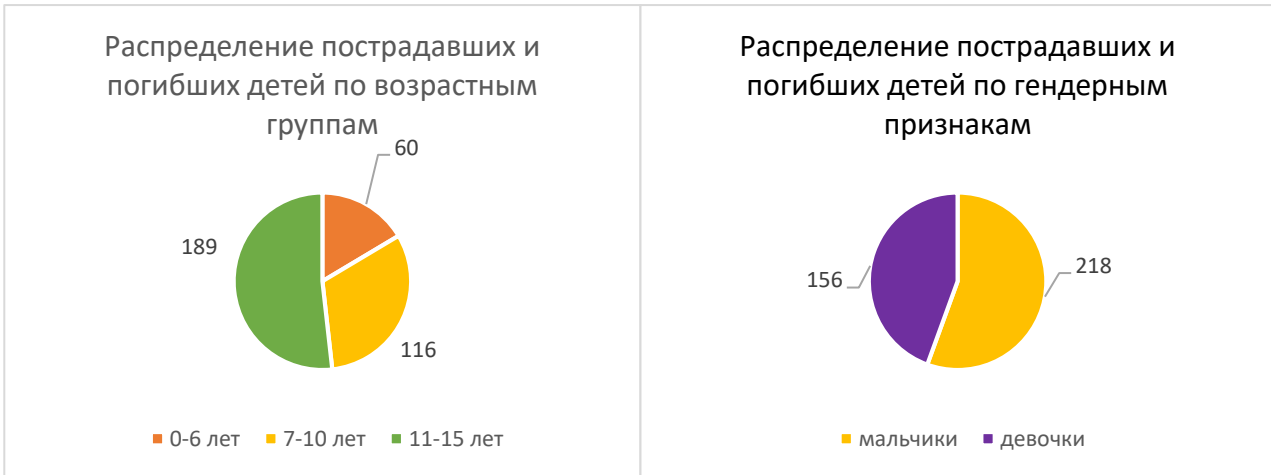 Распределение пострадавших и
погибших детей по возрастным
группам
60
189
116
0-6 лет 7-10 лет 11-15 лет
Распределение пострадавших и
погибших детей по гендерным
признакам
156
218
мальчики девочки